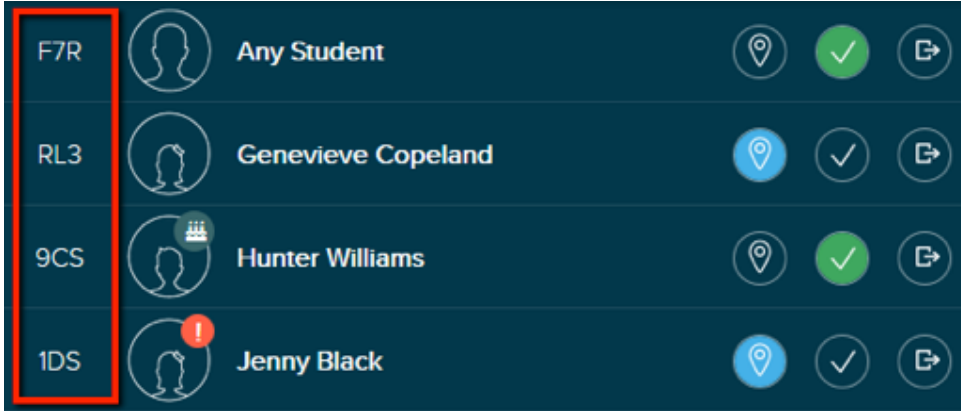 F7R Any Student
RL3 Genevieve Copeland
9CS Hunter Williams
!
1DS Jenny Black